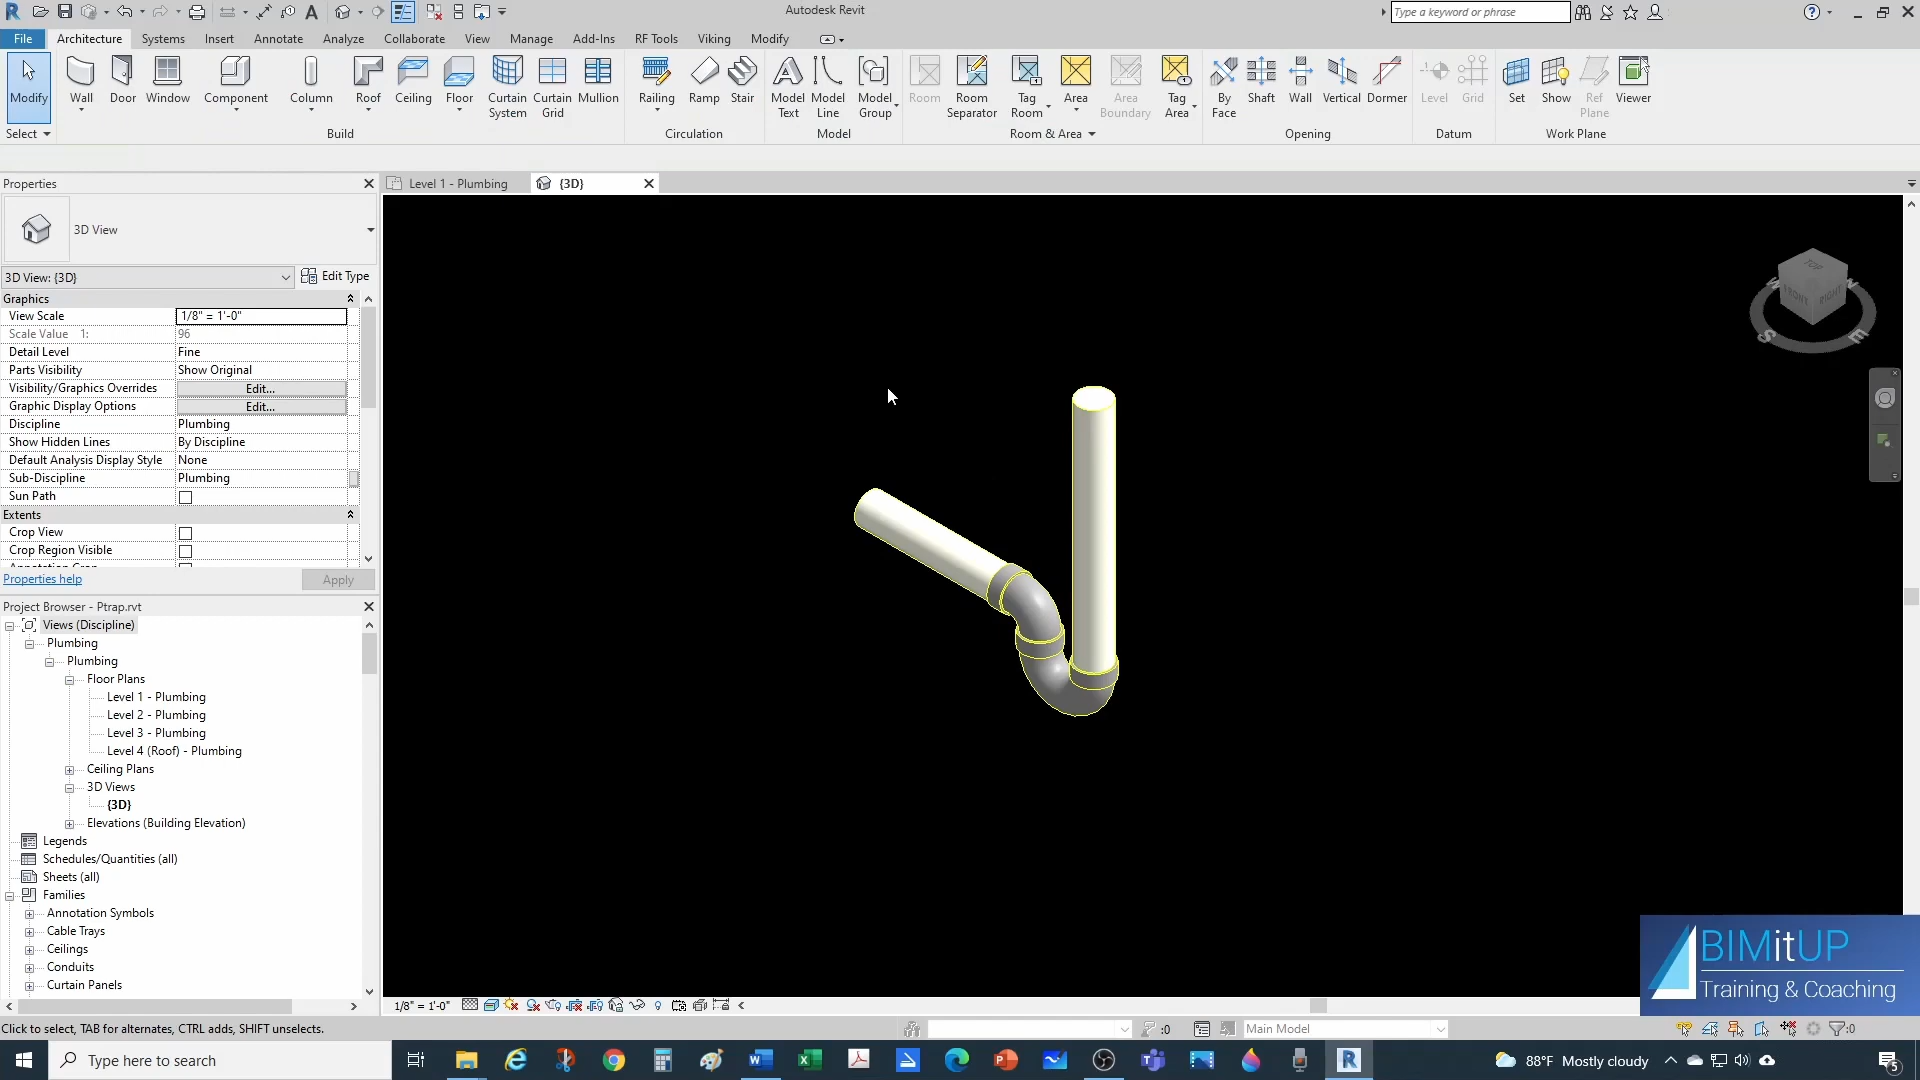 Autodesk Revit
Type a keyword or phrase
File Architecture Systems Insert Annotate Analyze Collaborate View Manage Add-Ins RF Tools Viking Modify
Modify Wall Door Window Component Column Roof Ceiling Floor Curtain System Curtain Grid Mullion Railing Ramp Stair Model Text Model Line Model Group Room Room Separator Tag Room Area Area Boundary Tag Area By Face Shaft Wall Vertical Dormer Level Grid Set Show Ref Plane Viewer
Select Build Circulation Model Room & Area Opening Datum Work Plane
Properties
Level 1 - Plumbing {3D}
3D View
3D View: {3D} Edit Type
Graphics
View Scale 1/8" = 1'-0"
Scale Value 1: 96
Detail Level Fine
Parts Visibility Show Original
Visibility/Graphics Overrides Edit...
Graphic Display Options Edit...
Discipline Plumbing
Show Hidden Lines By Discipline
Default Analysis Display Style None
Sub-Discipline Plumbing
Sun Path
Extents
Crop View
Crop Region Visible
Properties help Apply
TOP
FRONT RIGHT
S E
Project Browser - Ptrap.rvt
Views (Discipline)
Plumbing
Plumbing
Floor Plans
Level 1 - Plumbing
Level 2 - Plumbing
Level 3 - Plumbing
Level 4 (Roof) - Plumbing
Ceiling Plans
3D Views
{3D}
Elevations (Building Elevation)
Legends
Schedules/Quantities (all)
Sheets (all)
Families
Annotation Symbols
Cable Trays
Ceilings
Conduits
Curtain Panels
BIMitUP
Training & Coaching
1/8" = 1'-0"
Click to select, TAB for alternates, CTRL adds, SHIFT unselects.
:0 Main Model :0
Type here to search
88°F Mostly cloudy
5